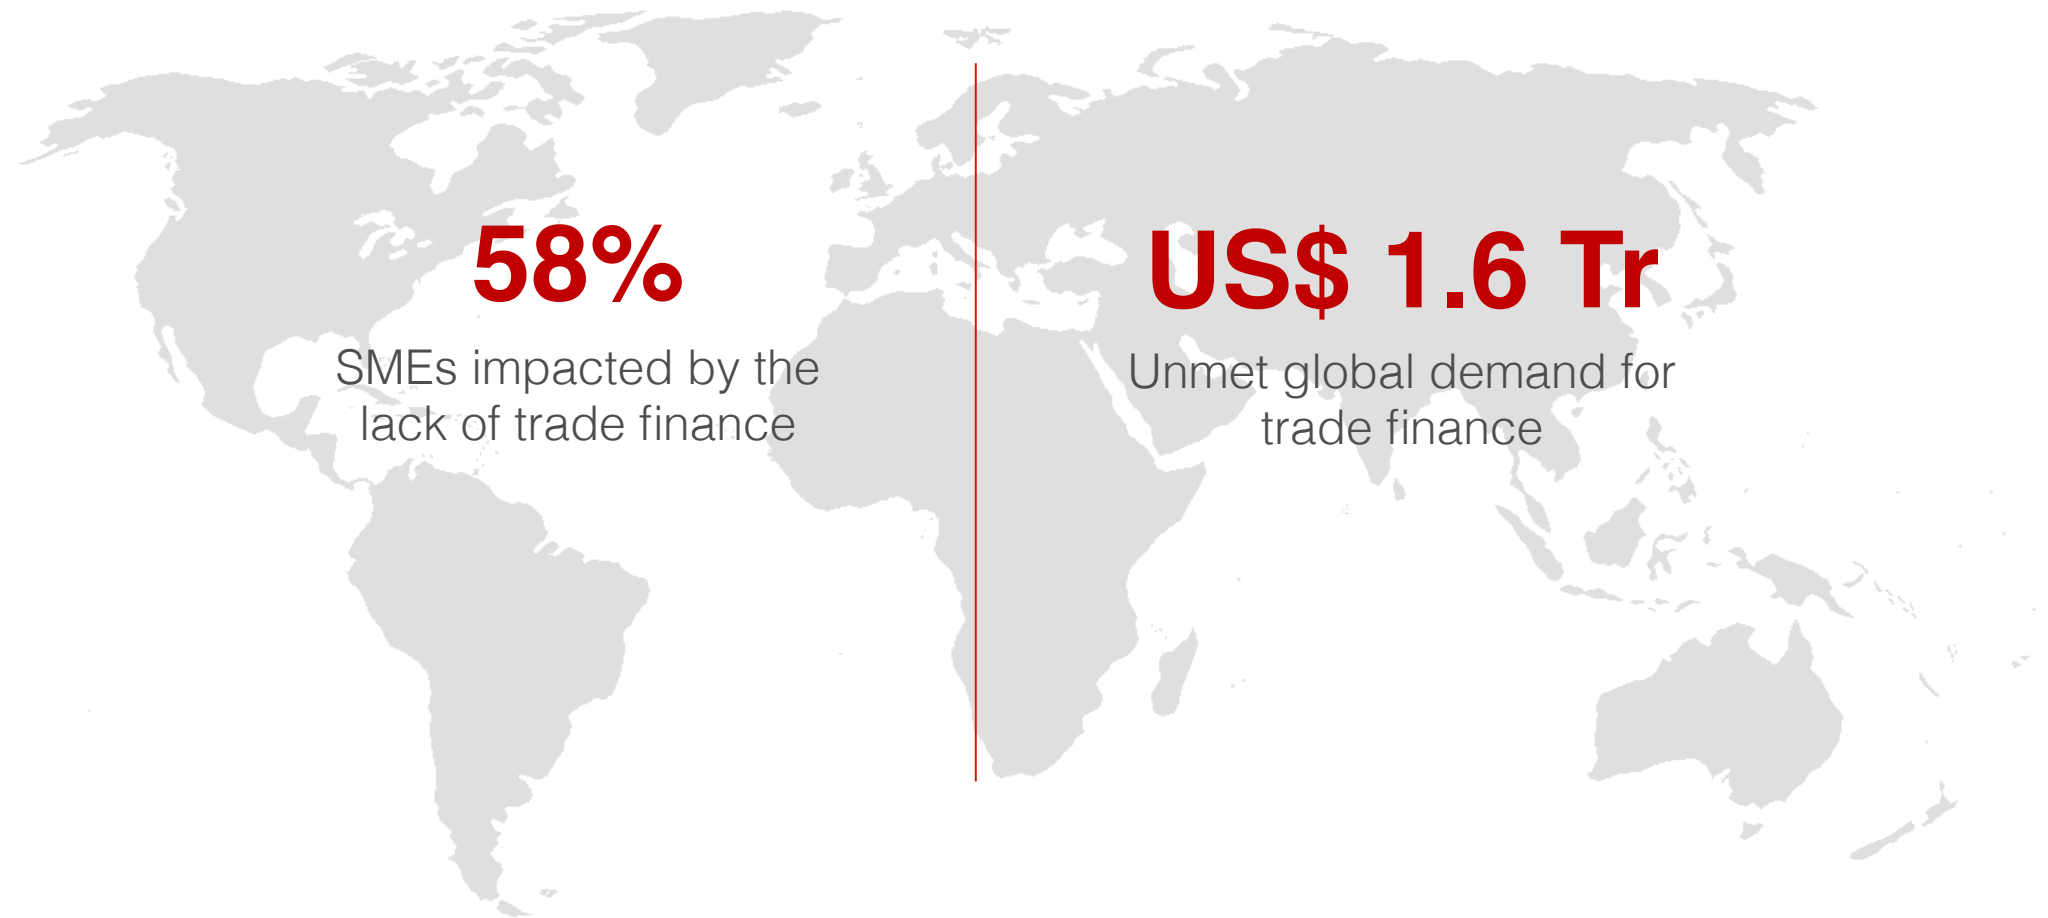 58%
SMEs impacted by the
lack of trade finance
US$ 1.6 Tr
Unmet global demand for
trade finance